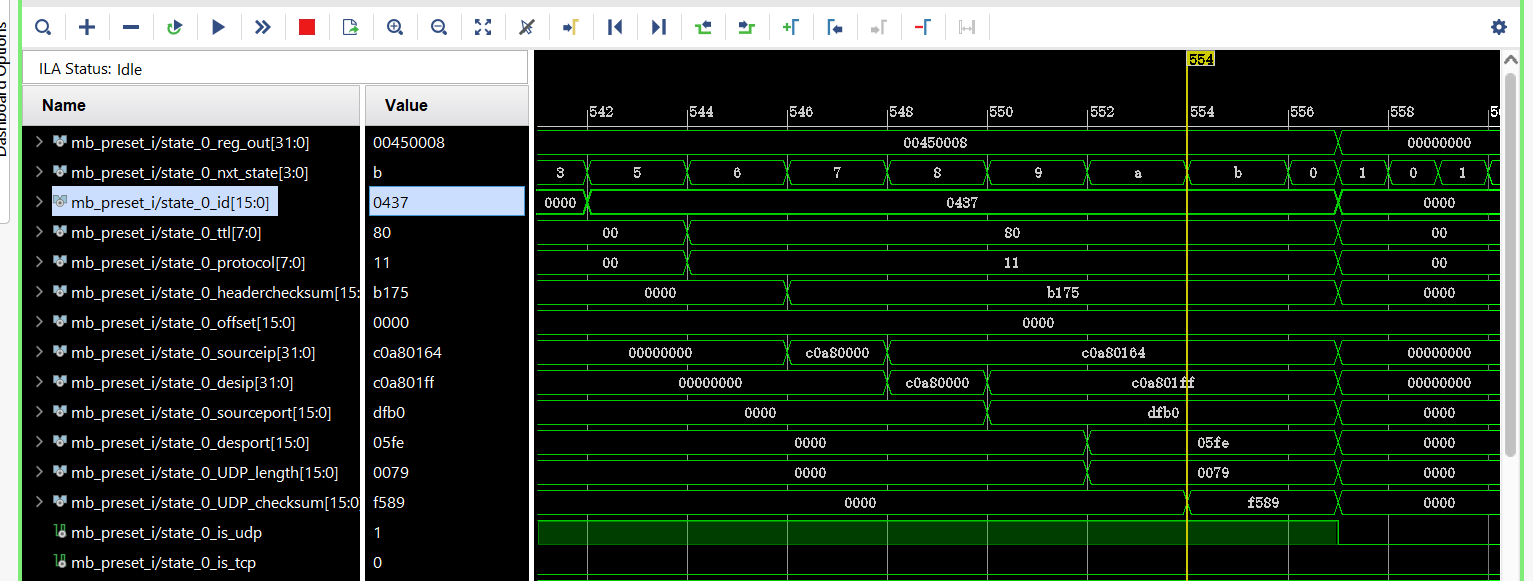 Dashboard Options
ILA Status: Idle
Name Value
554
542 544 546 548 550 552 554 556 558
mb_preset_i/state_0_reg_out[31:0] 00450008 00450008 00000000
mb_preset_i/state_0_nxt_state[3:0] b 3 5 6 7 8 9 a b 0 1 0 1
mb_preset_i/state_0_id[15:0] 0437 0000 0437 0000
mb_preset_i/state_0_ttl[7:0] 80 00 80 00
mb_preset_i/state_0_protocol[7:0] 11 00 11 00
mb_preset_i/state_0_headerchecksum[15: b175 0000 b175 0000
mb_preset_i/state_0_offset[15:0] 0000 0000
mb_preset_i/state_0_sourceip[31:0] c0a80164 00000000 c0a80000 c0a80164 00000000
mb_preset_i/state_0_desip[31:0] c0a801ff 00000000 c0a80000 c0a801ff 00000000
mb_preset_i/state_0_sourceport[15:0] dfb0 0000 dfb0 0000
mb_preset_i/state_0_desport[15:0] 05fe 0000 05fe 0000
mb_preset_i/state_0_UDP_length[15:0] 0079 0000 0079 0000
mb_preset_i/state_0_UDP_checksum[15:0 f589 0000 f589 0000
mb_preset_i/state_0_is_udp 1
mb_preset_i/state_0_is_tcp 0